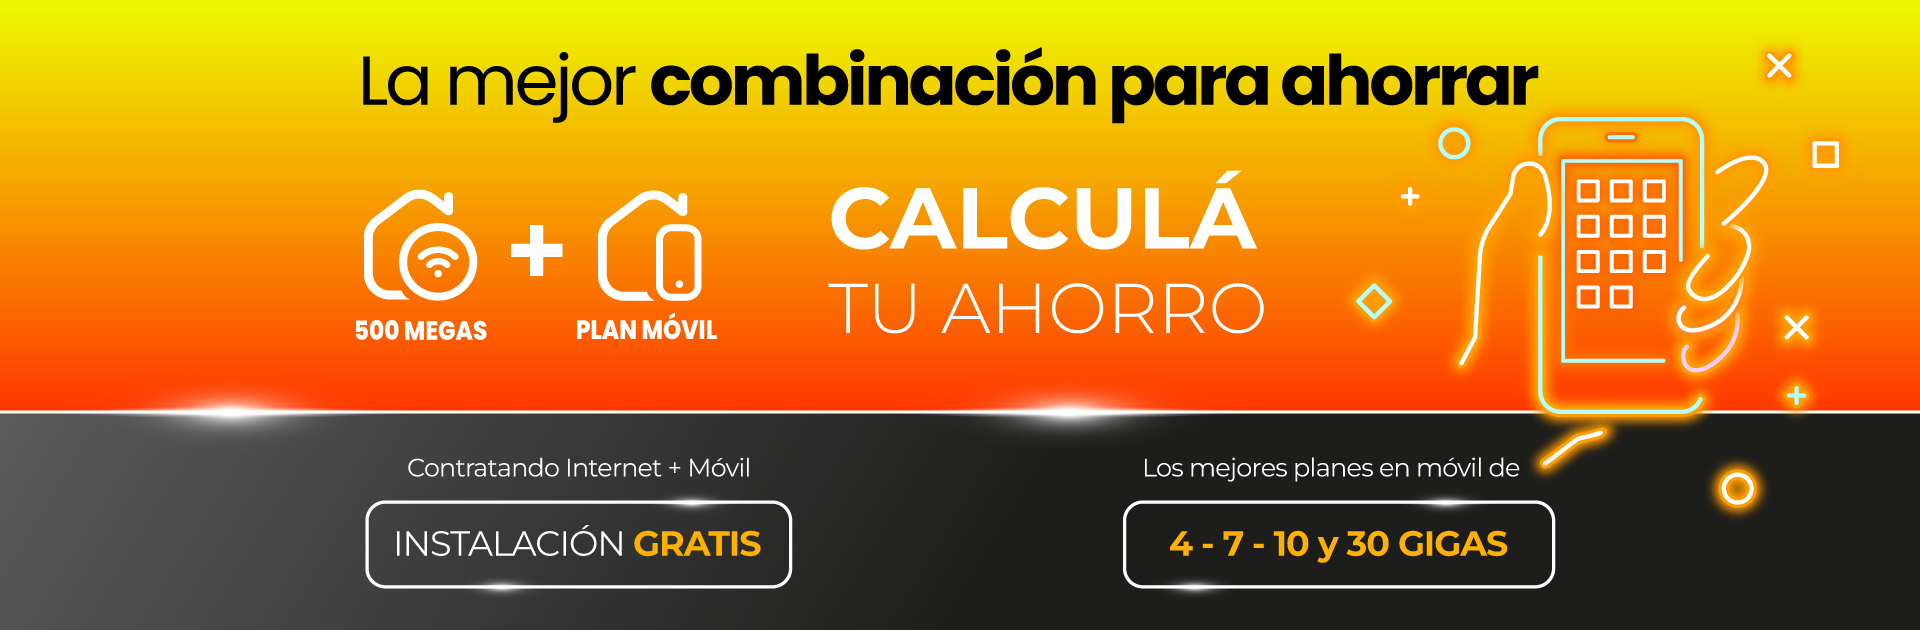 La mejor combinación para ahorrar
500 MEGAS
+
PLAN MÓVIL
CALCULÁ
TU AHORRO
Contratando Internet + Móvil
INSTALACIÓN GRATIS
Los mejores planes en móvil de
4 - 7 - 10 y 30 GIGAS